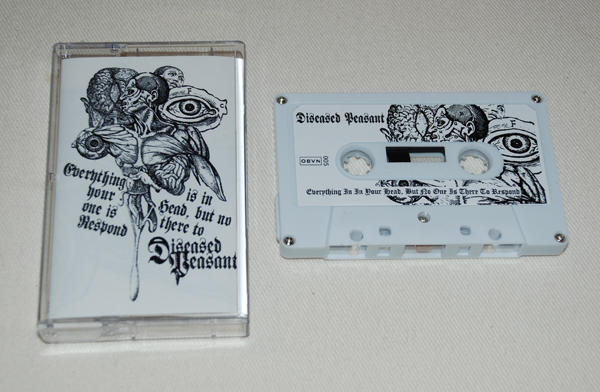 Everything is in
your Head, but no
one is there to
Respond
Diseased
Peasant
F
Diseased Peasant
F
OBVN
005
Everything In In Your Head, But No One Is There To Respond